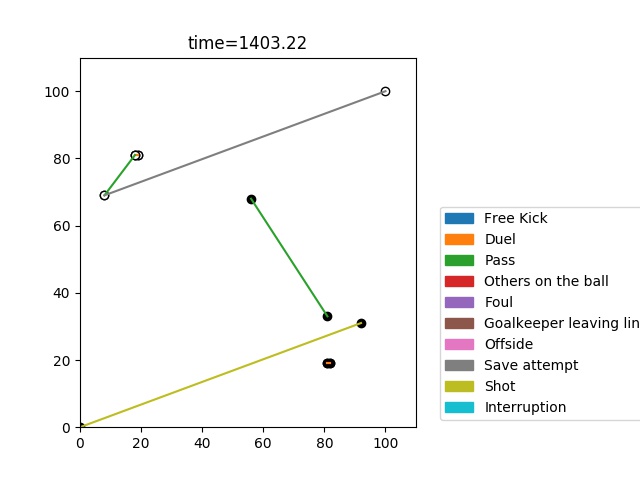 time=1403.22
100
80
60
40
20
0
0 20 40 60 80 100
Free Kick
Duel
Pass
Others on the ball
Foul
Goalkeeper leaving lin
Offside
Save attempt
Shot
Interruption